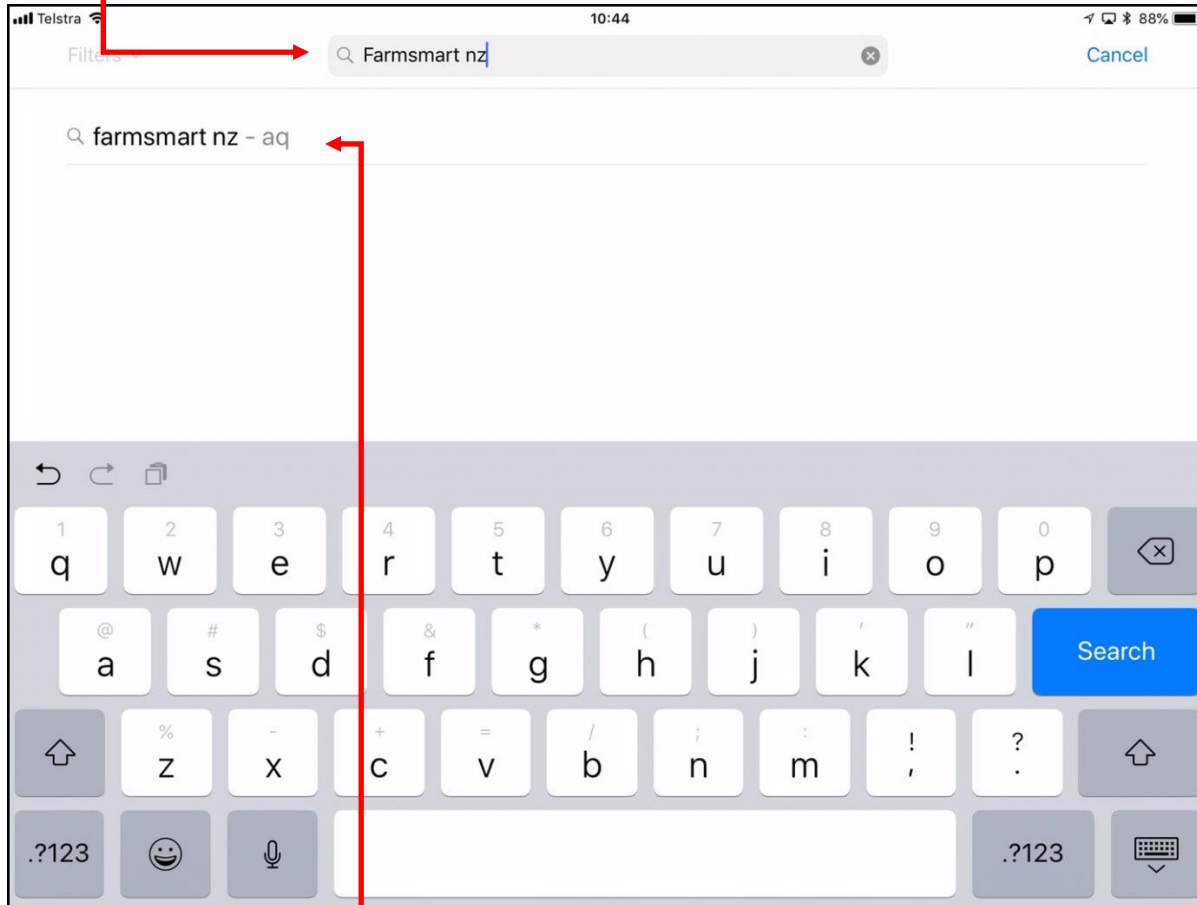 Telstra 10:44 88%
Filters Farmsmart nz Cancel
farmsmart nz - aq
1 2 3 4 5 6 7 8 9 0
q w e r t y u i o p
@ # $ & * ( ) ' "
a s d f g h j k l Search
% - + = / ; : ! ?
z x c v b n m , .
.?123 .?123